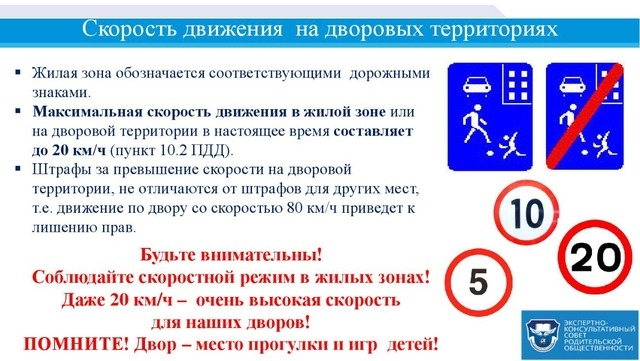 Скорость движения на дворовых территориях
▪ Жилая зона обозначается соответствующими дорожными
знаками.
▪ Максимальная скорость движения в жилой зоне или
на дворовой территории в настоящее время составляет
до 20 км/ч (пункт 10.2 ПДД).
▪ Штрафы за превышение скорости на дворовой
территории, не отличаются от штрафов для других мест,
т.е. движение по двору со скоростью 80 км/ч приведет к
лишению прав.
Будьте внимательны!
Соблюдайте скоростной режим в жилых зонах!
Даже 20 км/ч – очень высокая скорость
для наших дворов!
ПОМНИТЕ! Двор – место прогулки и игр детей!
10
20
5
ЭКСПЕРТНО-
КОНСУЛЬТАТИВНЫЙ
СОВЕТ
РОДИТЕЛЬСКОЙ
ОБЩЕСТВЕННОСТИ